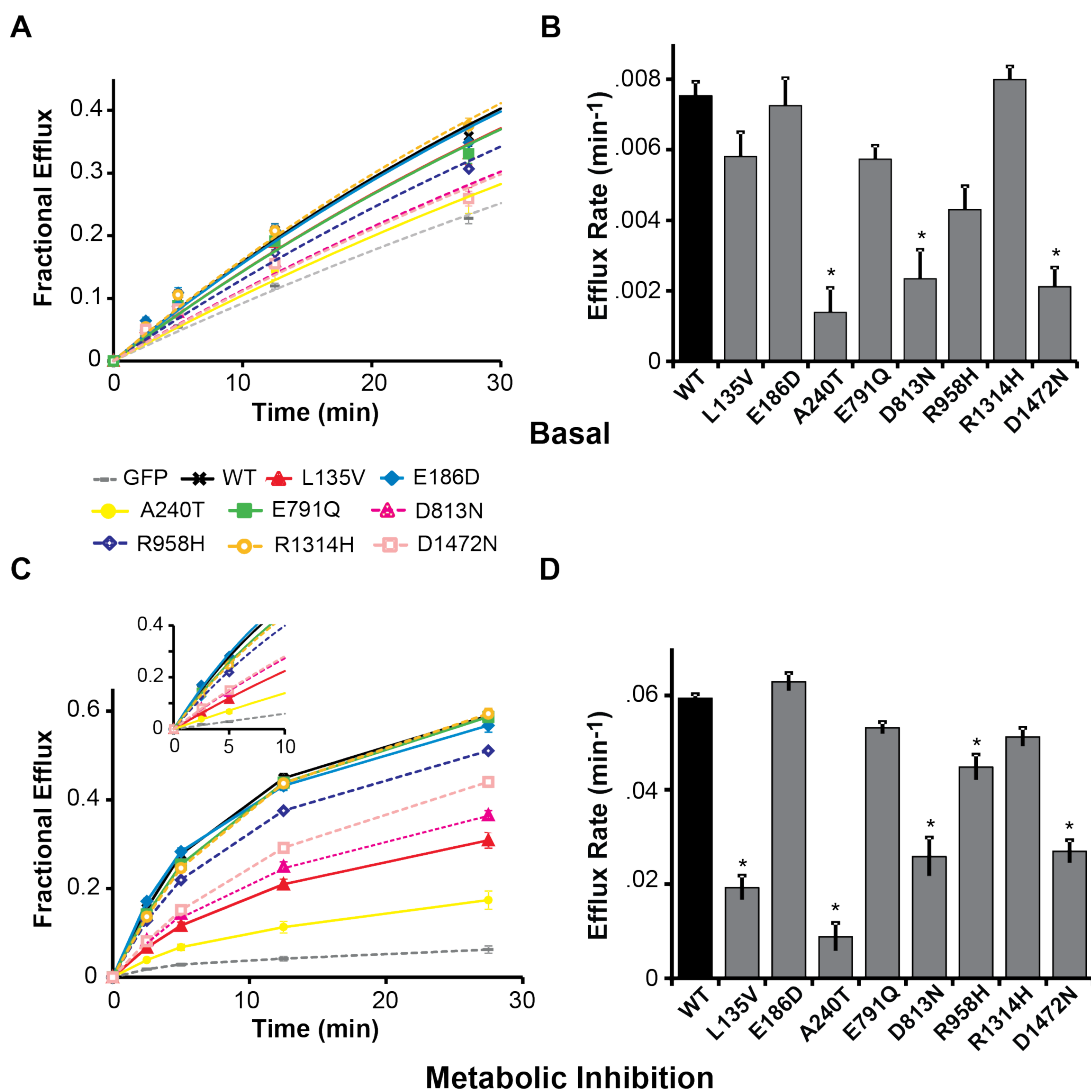 A
Fractional Efflux
0.4
0.3
0.2
0.1
0
0
10
20
30
Time (min)
B
Efflux Rate (min-1)
.008
.006
.004
.002
0
*
*
*
WT
L135V
E186D
A240T
E791Q
D813N
R958H
R1314H
D1472N
Basal
GFP WT L135V E186D
A240T E791Q D813N
R958H R1314H D1472N
C
Fractional Efflux
0.4
0.2
0
0
5
10
0.6
0.4
0.2
0
0
10
20
30
Time (min)
D
Efflux Rate (min-1)
.06
.04
.02
0
*
*
*
*
*
WT
L135V
E186D
A240T
E791Q
D813N
R958H
R1314H
D1472N
Metabolic Inhibition